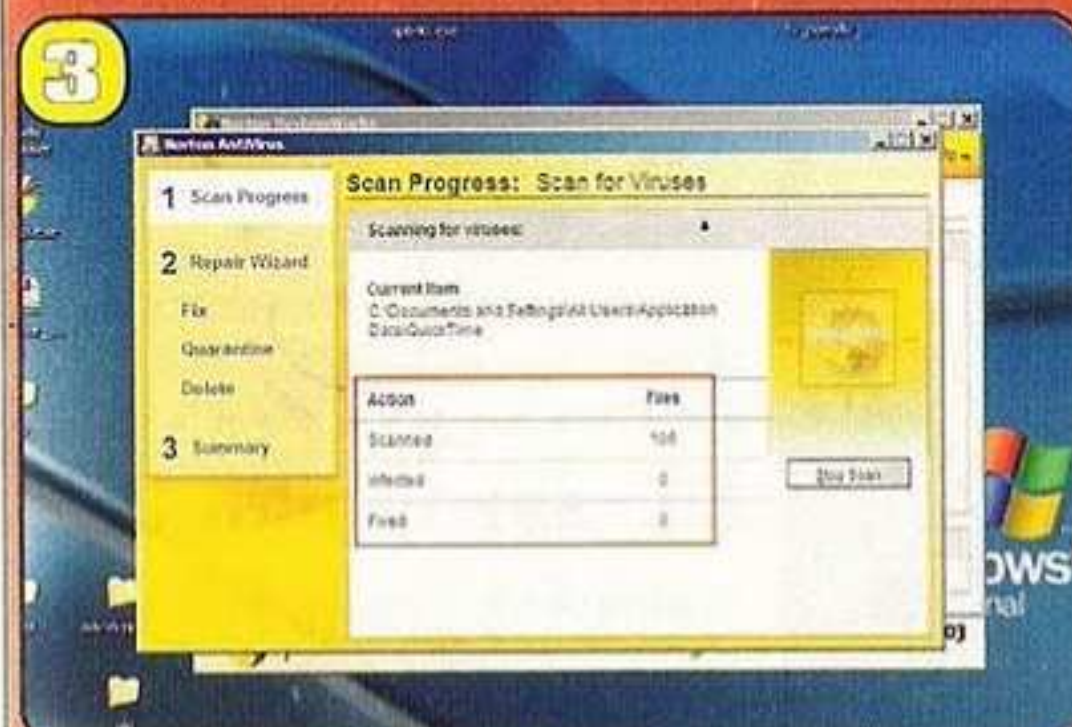 3
Norton AntiVirus
1 Scan Progress
2 Repair Wizard
Fix
Quarantine
Delete
3 Summary
Scan Progress: Scan for Viruses
Scanning for viruses:
Current Item
C:\Documents and Settings\All Users\Application
Data\QuickTime
Action Files
Scanned
Infected 0
Fixed 0
Stop Scan